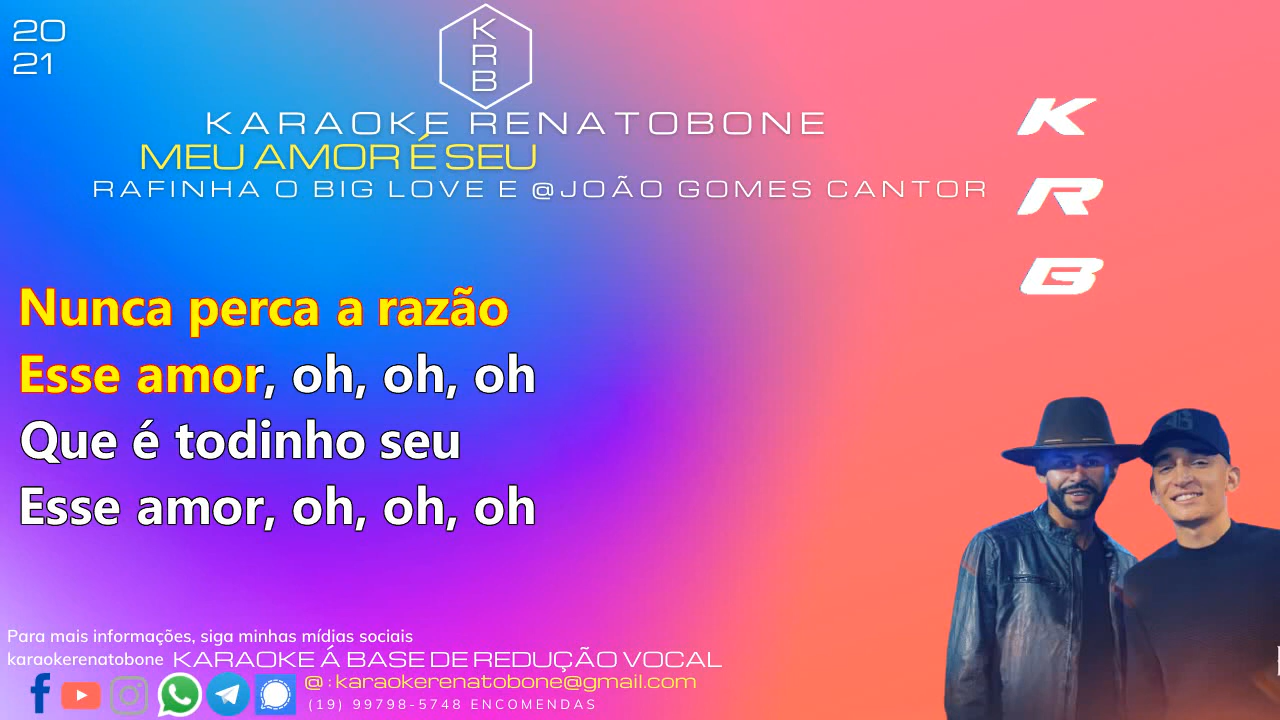 20
21
K
R
B
KARAOKE RENATOBONE
MEU AMOR É SEU
RAFINHA O BIG LOVE E @JOÃO GOMES CANTOR
K
R
B
Nunca perca a razão
Esse amor, oh, oh, oh
Que é todinho seu
Esse amor, oh, oh, oh
Para mais informações, siga minhas mídias sociais
karaokerenatobone KARAOKE Á BASE DE REDUÇÃO VOCAL
@:karaokerenatobone@gmail.com
(19) 99798-5748 ENCOMENDAS